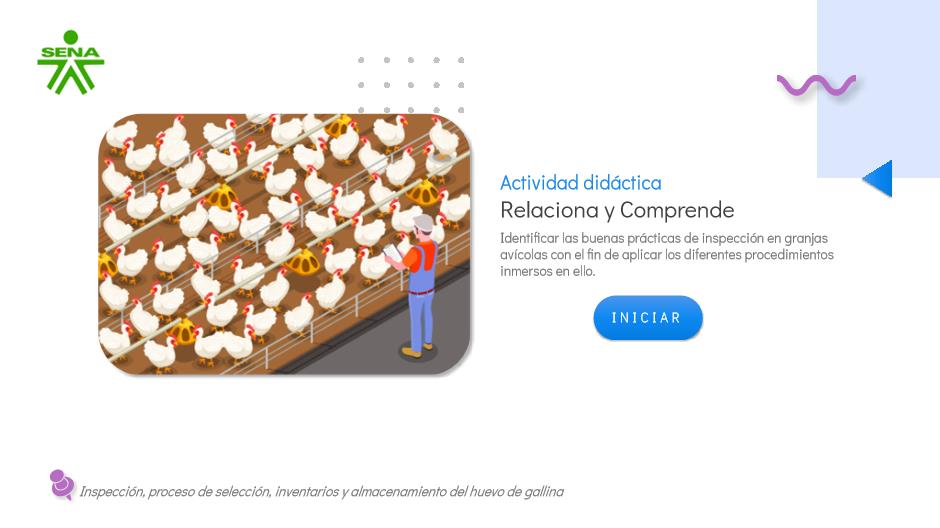 SENA
Actividad didáctica
Relaciona y Comprende
Identificar las buenas prácticas de inspección en granjas
avícolas con el fin de aplicar los diferentes procedimientos
inmersos en ello.
INICIAR
Inspección, proceso de selección, inventarios y almacenamiento del huevo de gallina